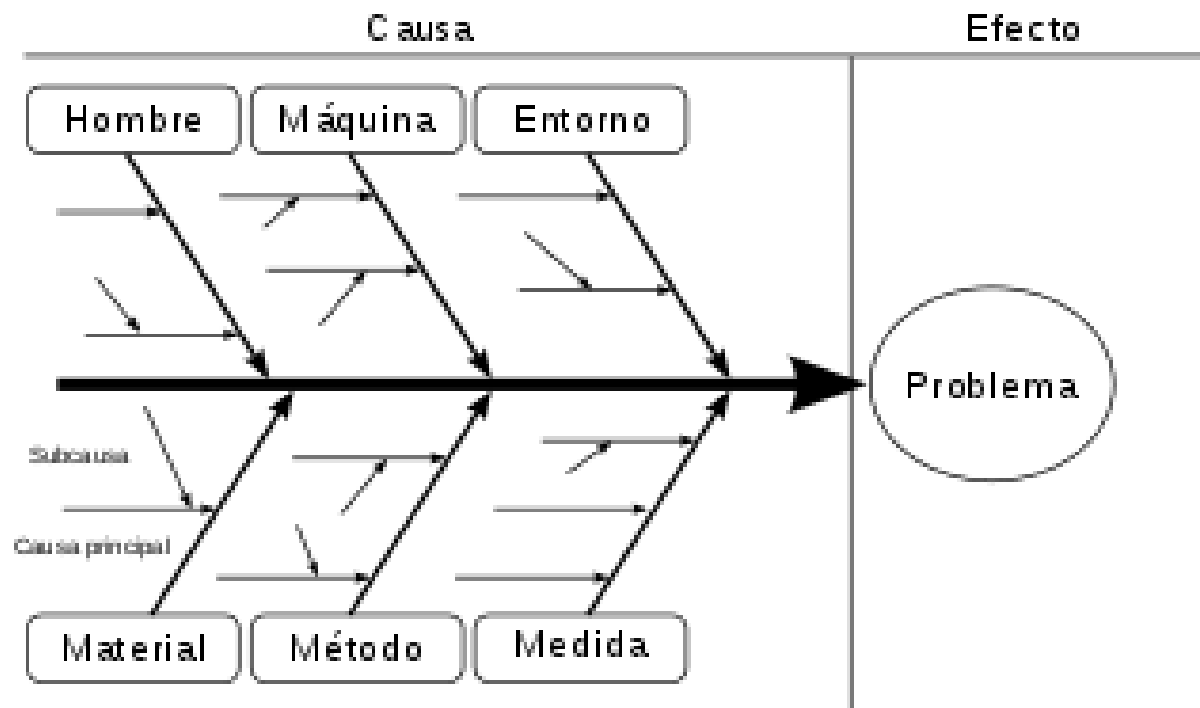 Causa
Efecto
Hombre
Máquina
Entorno
Problema
Subcausa
Causa principal
Material
Método
Medida